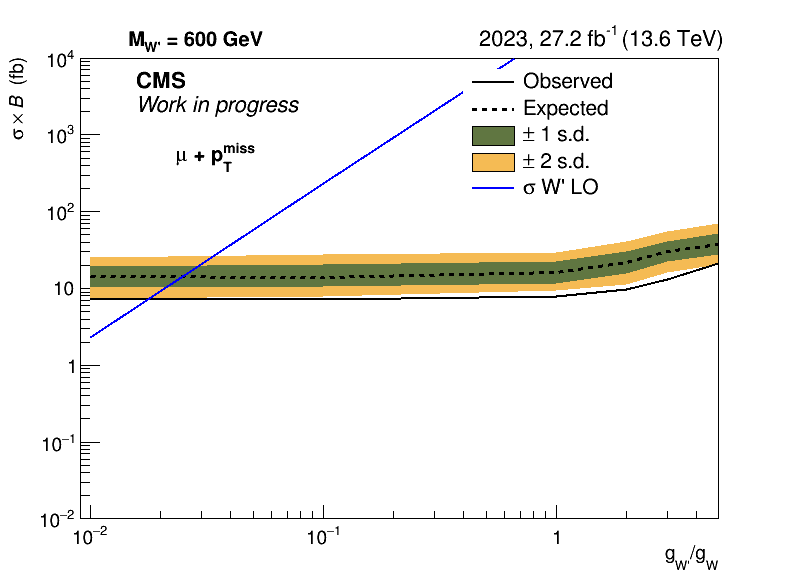 M_W' = 600 GeV
2023, 27.2 fb⁻¹ (13.6 TeV)
σ × B (fb)
CMS
Work in progress
μ + p_T^miss
Observed
Expected
± 1 s.d.
± 2 s.d.
σ W' LO
10⁴
10³
10²
10
1
10⁻¹
10⁻²
10⁻²
10⁻¹
1
g_W'/g_W